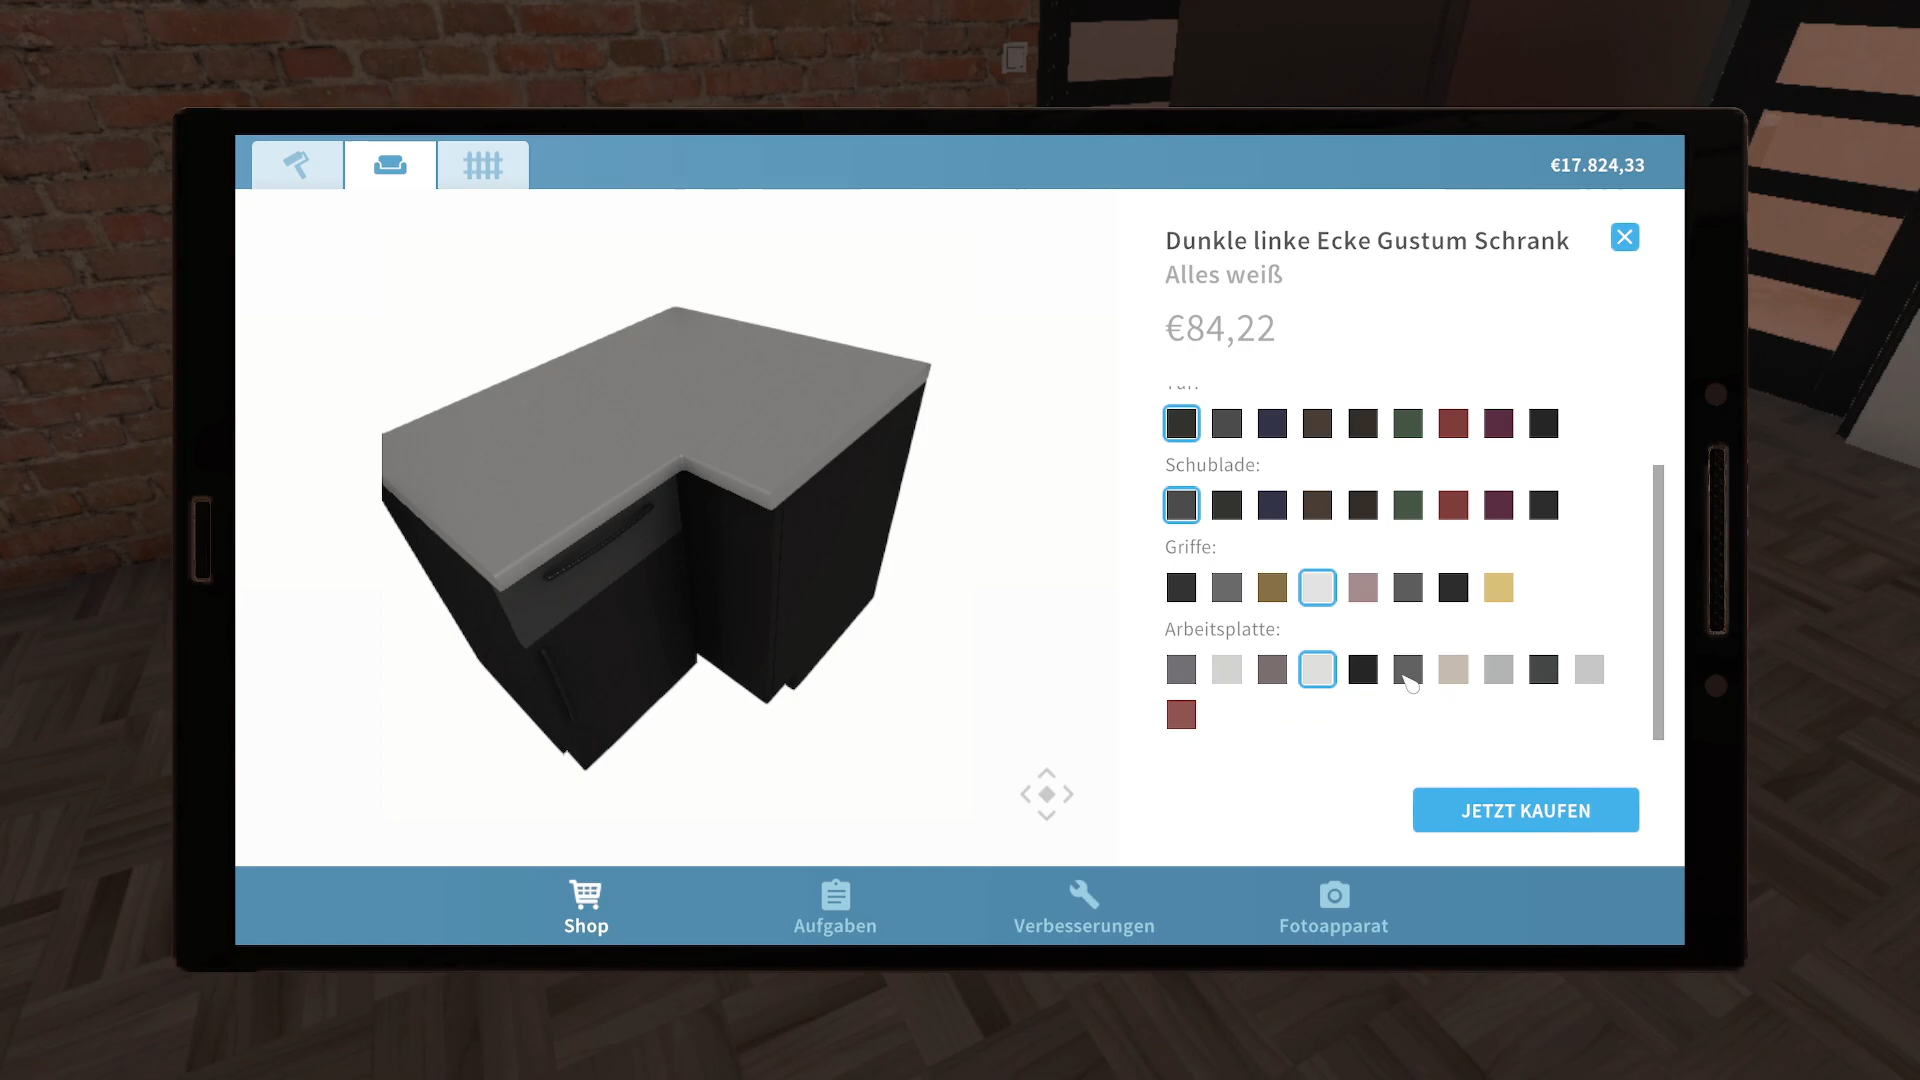 €17.824,33
Dunkle linke Ecke Gustum Schrank
Alles weiß
€84,22
Schublade:
Griffe:
Arbeitsplatte:
JETZT KAUFEN
Shop
Aufgaben
Verbesserungen
Fotoapparat